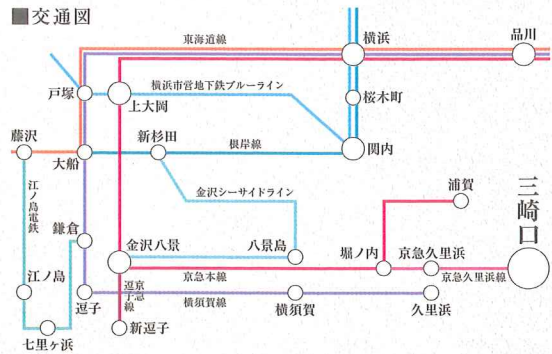 ■交通図
東海道線
横浜
品川
戸塚
上大岡
横浜市営地下鉄ブルーライン
桜木町
藤沢
大船
新杉田
根岸線
関内
江ノ島電鉄
金沢シーサイドライン
浦賀
三崎口
鎌倉
金沢八景
八景島
堀ノ内
京急久里浜
京急本線
京急久里浜線
江ノ島
逗子
京急逗子線
横須賀線
横須賀
久里浜
七里ヶ浜
新逗子